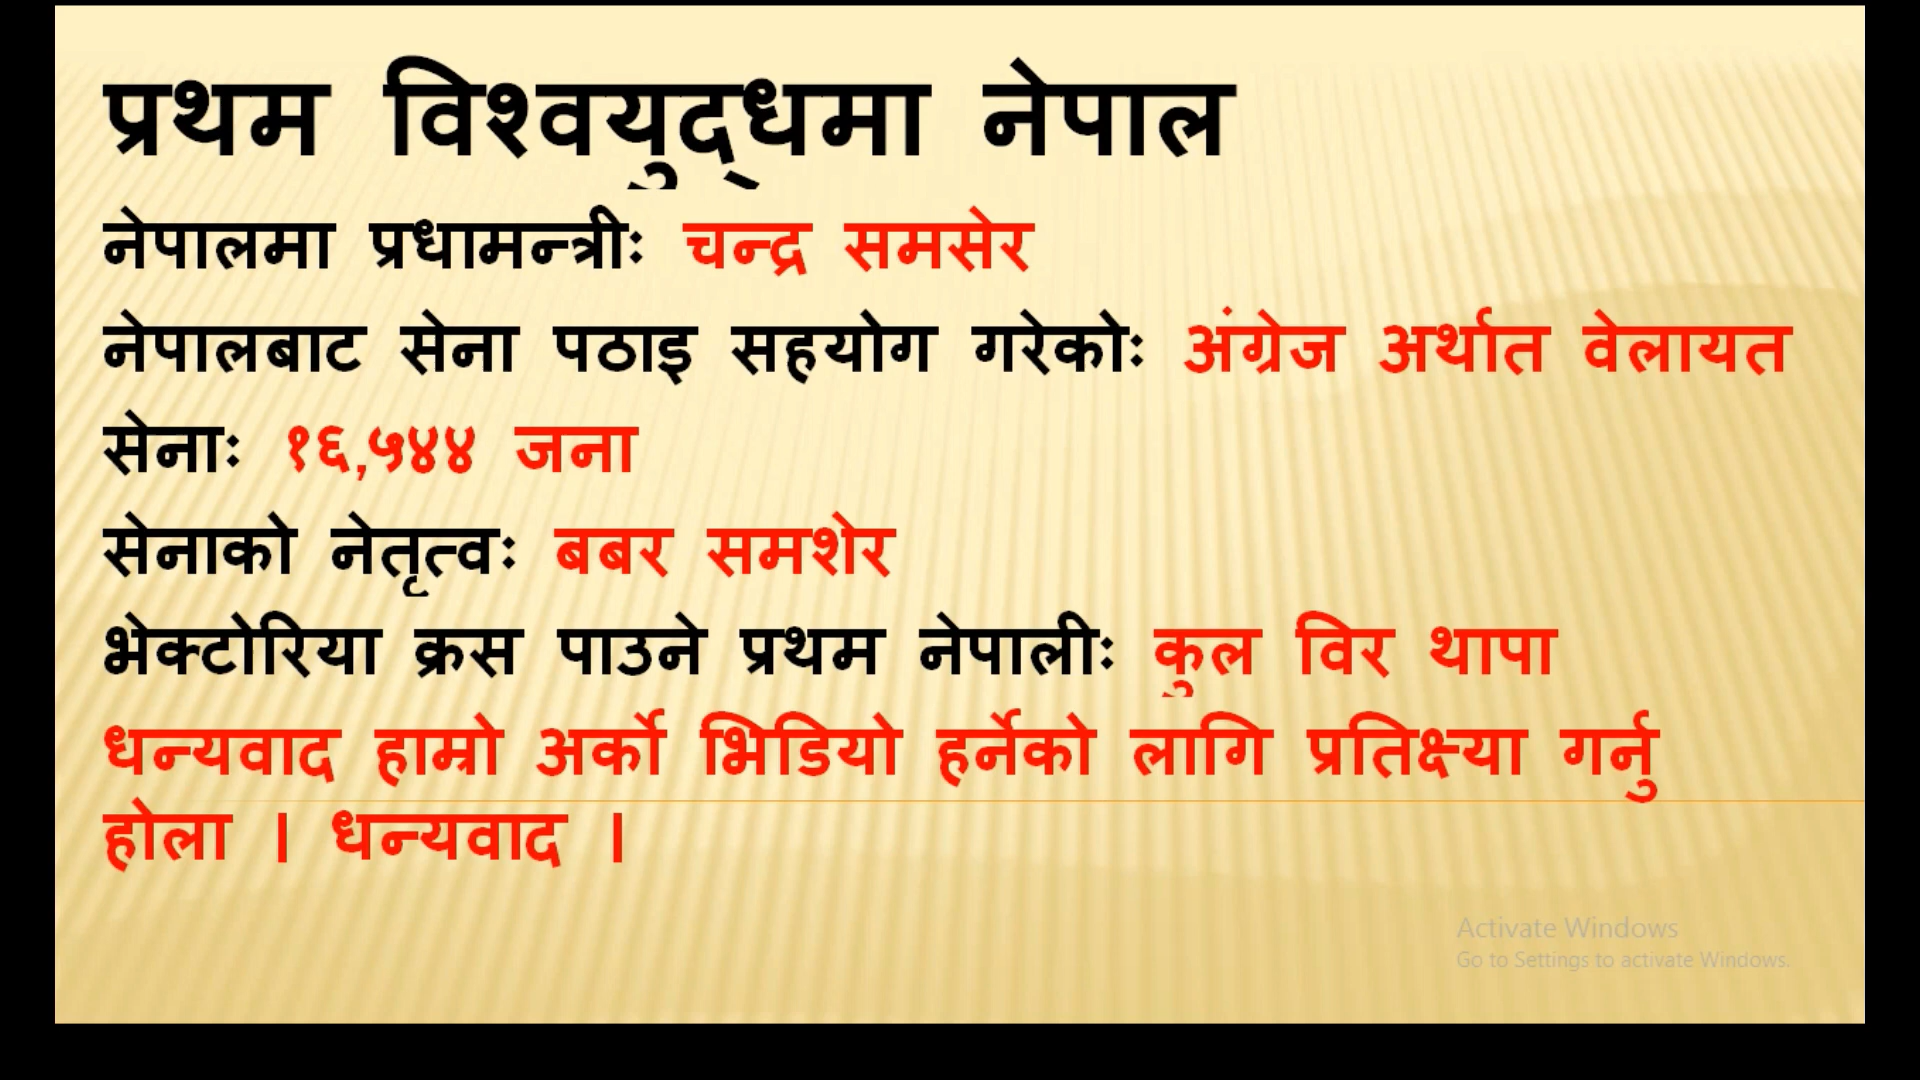 प्रथम विश्वयुद्धमा नेपाल
नेपालमा प्रधामन्त्रीः चन्द्र समसेर
नेपालबाट सेना पठाइ सहयोग गरेकोः अंग्रेज अर्थात वेलायत
सेनाः १६,५४४ जना
सेनाको नेतृत्वः बबर समशेर
भेक्टोरिया क्रस पाउने प्रथम नेपालीः कुल विर थापा
धन्यवाद हाम्रो अर्को भिडियो हर्नेको लागि प्रतिक्ष्या गर्नु
होला । धन्यवाद ।
Activate Windows
Go to Settings to activate Windows.